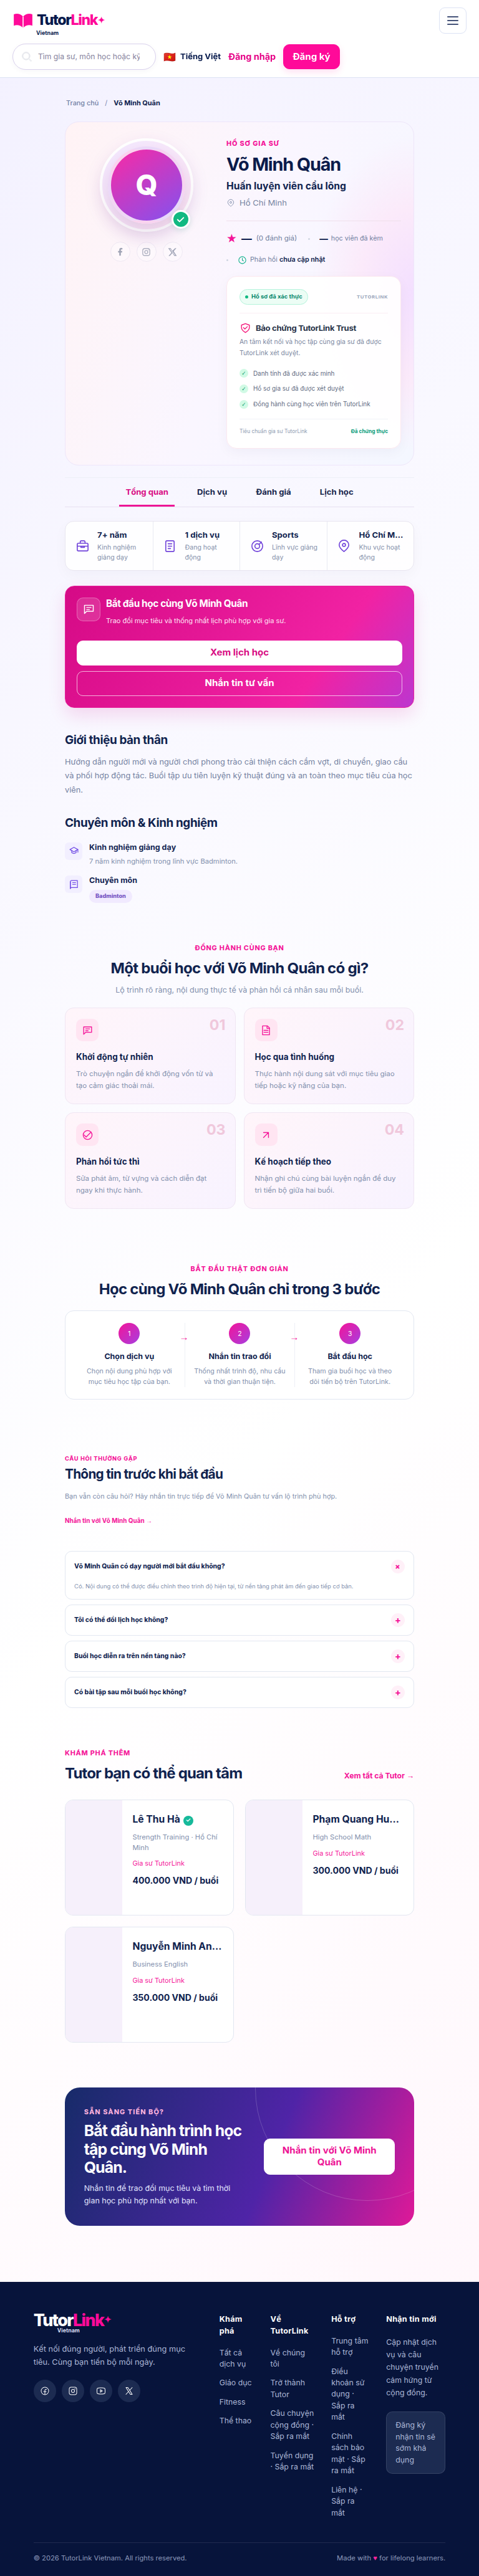 TutorLink
Vietnam
Tìm gia sư, môn học hoặc kỹ
Tiếng Việt
Đăng nhập
Đăng ký
Trang chủ / Võ Minh Quân
Q
HỒ SƠ GIA SƯ
Võ Minh Quân
Huấn luyện viên cầu lông
Hồ Chí Minh
— (0 đánh giá) · — học viên đã kèm
· Phản hồi chưa cập nhật
Hồ sơ đã xác thực
TUTORLINK
Bảo chứng TutorLink Trust
An tâm kết nối và học tập cùng gia sư đã được
TutorLink xét duyệt.
Danh tính đã được xác minh
Hồ sơ gia sư đã được xét duyệt
Đồng hành cùng học viên trên TutorLink
Tiêu chuẩn gia sư TutorLink
Đã chứng thực
Tổng quan
Dịch vụ
Đánh giá
Lịch học
7+ năm
Kinh nghiệm
giảng dạy
1 dịch vụ
Đang hoạt
động
Sports
Lĩnh vực giảng
dạy
Hồ Chí M...
Khu vực hoạt
động
Bắt đầu học cùng Võ Minh Quân
Trao đổi mục tiêu và thống nhất lịch phù hợp với gia sư.
Xem lịch học
Nhắn tin tư vấn
Giới thiệu bản thân
Hướng dẫn người mới và người chơi phong trào cải thiện cách cầm vợt, di chuyển, giao cầu
và phối hợp động tác. Buổi tập ưu tiên luyện kỹ thuật đúng và an toàn theo mục tiêu của học
viên.
Chuyên môn & Kinh nghiệm
Kinh nghiệm giảng dạy
7 năm kinh nghiệm trong lĩnh vực Badminton.
Chuyên môn
Badminton
ĐỒNG HÀNH CÙNG BẠN
Một buổi học với Võ Minh Quân có gì?
Lộ trình rõ ràng, nội dung thực tế và phản hồi cá nhân sau mỗi buổi.
01
Khởi động tự nhiên
Trò chuyện ngắn để khởi động vốn từ và
tạo cảm giác thoải mái.
02
Học qua tình huống
Thực hành nội dung sát với mục tiêu giao
tiếp hoặc kỹ năng của bạn.
03
Phản hồi tức thì
Sửa phát âm, từ vựng và cách diễn đạt
ngay khi thực hành.
04
Kế hoạch tiếp theo
Nhận ghi chú cùng bài luyện ngắn để duy
trì tiến bộ giữa hai buổi.
BẮT ĐẦU THẬT ĐƠN GIẢN
Học cùng Võ Minh Quân chỉ trong 3 bước
1
Chọn dịch vụ
Chọn nội dung phù hợp với
mục tiêu học tập của bạn.
→
2
Nhắn tin trao đổi
Thống nhất trình độ, nhu cầu
và thời gian thuận tiện.
→
3
Bắt đầu học
Tham gia buổi học và theo
dõi tiến bộ trên TutorLink.
CÂU HỎI THƯỜNG GẶP
Thông tin trước khi bắt đầu
Bạn vẫn còn câu hỏi? Hãy nhắn tin trực tiếp để Võ Minh Quân tư vấn lộ trình phù hợp.
Nhắn tin với Võ Minh Quân →
Võ Minh Quân có dạy người mới bắt đầu không?
Có. Nội dung có thể được điều chỉnh theo trình độ hiện tại, từ nền tảng phát âm đến giao tiếp cơ bản.
Tôi có thể đổi lịch học không?
+
Buổi học diễn ra trên nền tảng nào?
+
Có bài tập sau mỗi buổi học không?
+
KHÁM PHÁ THÊM
Tutor bạn có thể quan tâm
Xem tất cả Tutor →
Lê Thu Hà
Strength Training · Hồ Chí
Minh
Gia sư TutorLink
400.000 VND / buổi
Phạm Quang Hu...
High School Math
Gia sư TutorLink
300.000 VND / buổi
Nguyễn Minh An...
Business English
Gia sư TutorLink
350.000 VND / buổi
SẴN SÀNG TIẾN BỘ?
Bắt đầu hành trình học
tập cùng Võ Minh
Quân.
Nhắn tin để trao đổi mục tiêu và tìm thời
gian học phù hợp nhất với bạn.
Nhắn tin với Võ Minh
Quân
TutorLink
Vietnam
Kết nối đúng người, phát triển đúng mục
tiêu. Cùng bạn tiến bộ mỗi ngày.
Khám
phá
Tất cả
dịch vụ
Giáo dục
Fitness
Thể thao
Về
TutorLink
Về chúng
tôi
Trở thành
Tutor
Câu chuyện
cộng đồng ·
Sắp ra mắt
Tuyển dụng
· Sắp ra mắt
Hỗ trợ
Trung tâm
hỗ trợ
Điều
khoản sử
dụng ·
Sắp ra
mắt
Chính
sách bảo
mật · Sắp
ra mắt
Liên hệ ·
Sắp ra
mắt
Nhận tin mới
Cập nhật dịch
vụ và câu
chuyện truyền
cảm hứng từ
cộng đồng.
Đăng ký
nhận tin sẽ
sớm khả
dụng
© 2026 TutorLink Vietnam. All rights reserved.
Made with ♥ for lifelong learners.